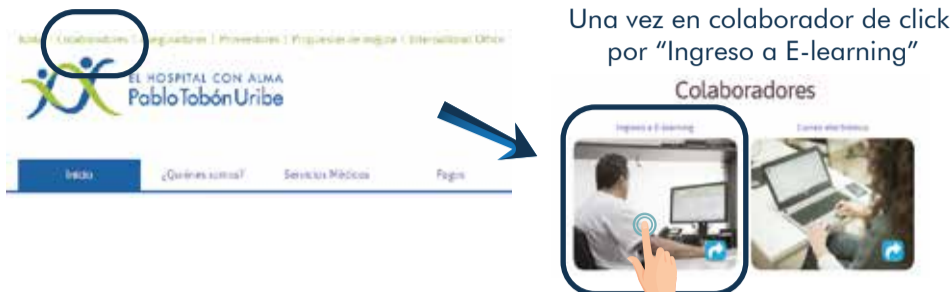 Una vez en colaborador de click
por “Ingreso a E-learning”
Inicio | Colaboradores | Aseguradores | Proveedores | Propuestas de mejora | International Office
EL HOSPITAL CON ALMA
Pablo Tobón Uribe
Colaboradores
Ingreso a E-learning
Correo electrónico
Inicio
¿Quiénes somos?
Servicios Médicos
Pagos